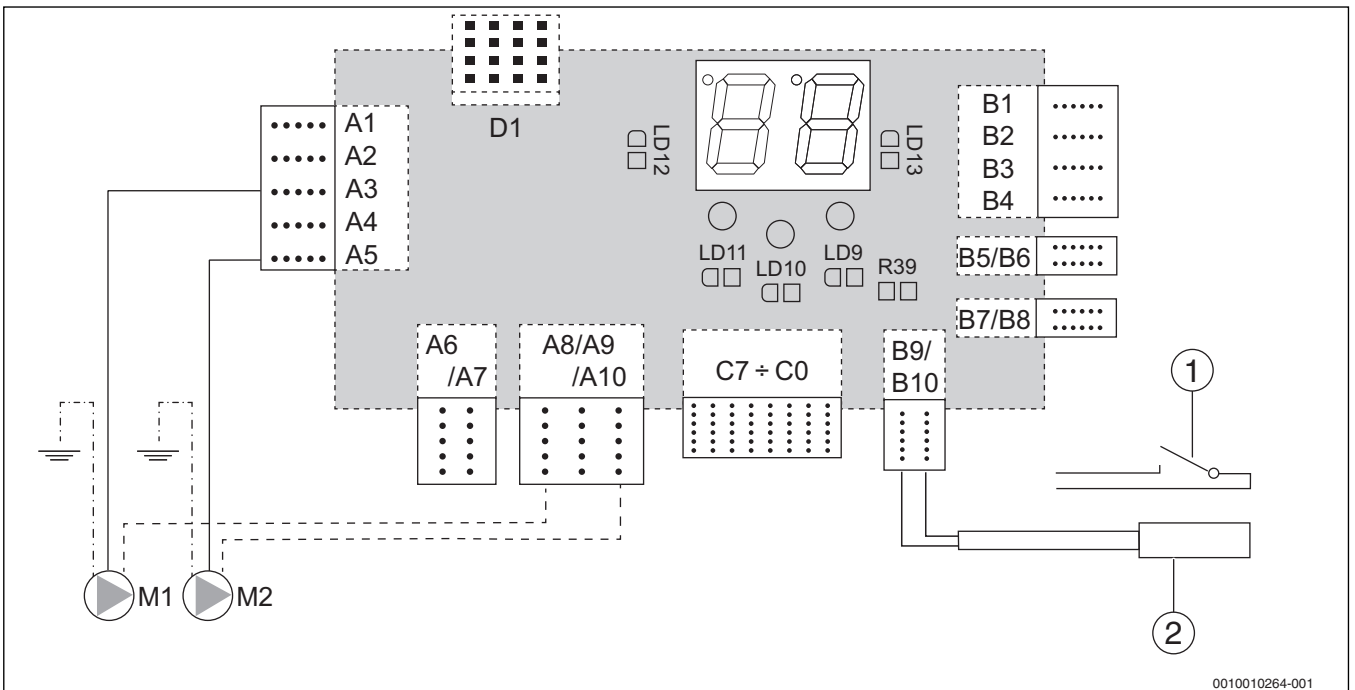 D1
A1
A2
A3
A4
A5
LD12
LD13
B1
B2
B3
B4
LD11
LD10
LD9
R39
B5/B6
B7/B8
A6
/A7
A8/A9
/A10
C7 ÷ C0
B9/
B10
1
M1
M2
2
0010010264-001